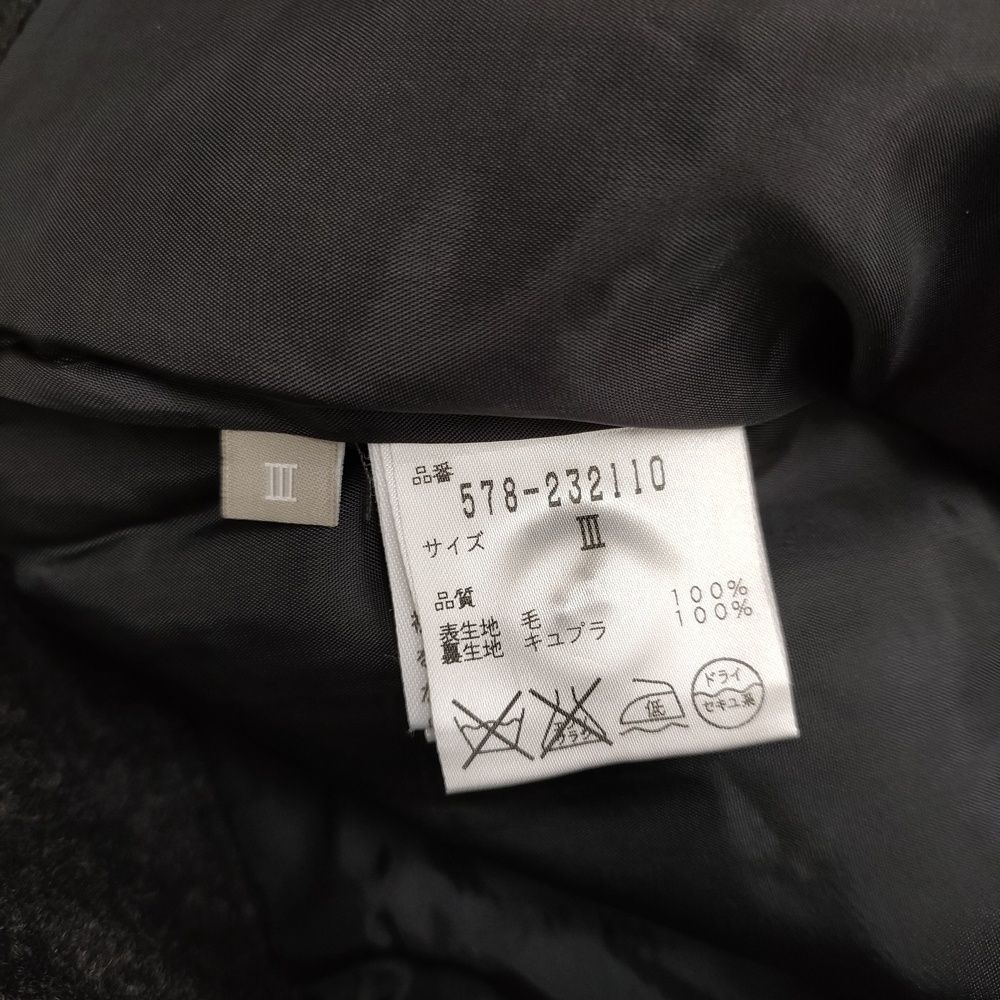 III
品番
578-232110
サイズ III
品質
表生地 毛 100%
裏生地 キュプラ 100%
低
ドライ
セキユ系